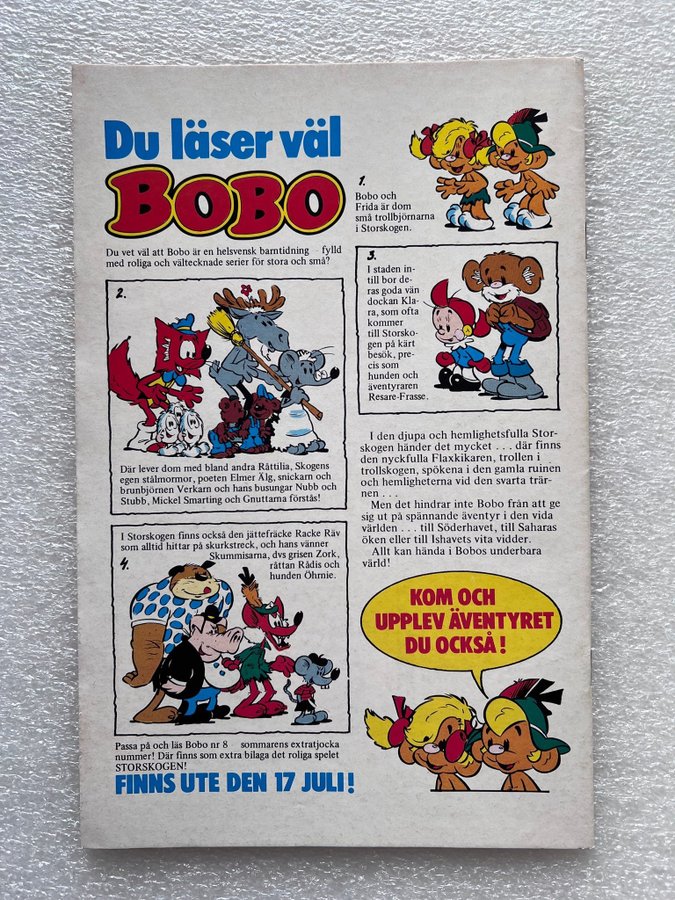 Du läser väl
BOBO
Du vet väl att Bobo är en helsvensk barntidning fylld
med roliga och vältecknade serier för stora och små?
1.
Bobo och
Frida är dom
små trollbjörnarna
i Storskogen.
2.
Där lever dom med bland andra Råttilia, Skogens
egen stålmormor, poeten Elmer Älg, snickarn och
brunbjörnen Verkarn och hans busungar Nubb och
Stubb, Mickel Smarting och Gnuttarna förstås!
3.
I staden in-
till bor de-
ras goda vän
dockan Kla-
ra, som ofta
kommer
till Storsko-
gen på kärt
besök, pre-
cis som
hunden och
äventyraren
Resare-Frasse.
I den djupa och hemlighetsfulla Stor-
skogen händer det mycket . . . där finns
den nyckfulla Flaxkikaren, trollen i
trollskogen, spökena i den gamla ruinen
och hemligheterna vid den svarta tjär-
nen . . .
Men det hindrar inte Bobo från att ge
sig ut på spännande äventyr i den vida
världen . . . till Söderhavet, till Saharas
öken eller till Ishavets vita vidder.
Allt kan hända i Bobos underbara
värld!
I Storskogen finns också den jättefräcke Racke Räv
som alltid hittar på skurkstreck, och hans vänner
Skummisarna, dvs grisen Zork,
råttan Rådis och
hunden Öhrnie.
4.
KOM OCH
UPPLEV ÄVENTYRET
DU OCKSÅ!
Passa på och läs Bobo nr 8 sommarens extratjocka
nummer! Där finns som extra bilaga det roliga spelet
STORSKOGEN!
FINNS UTE DEN 17 JULI!